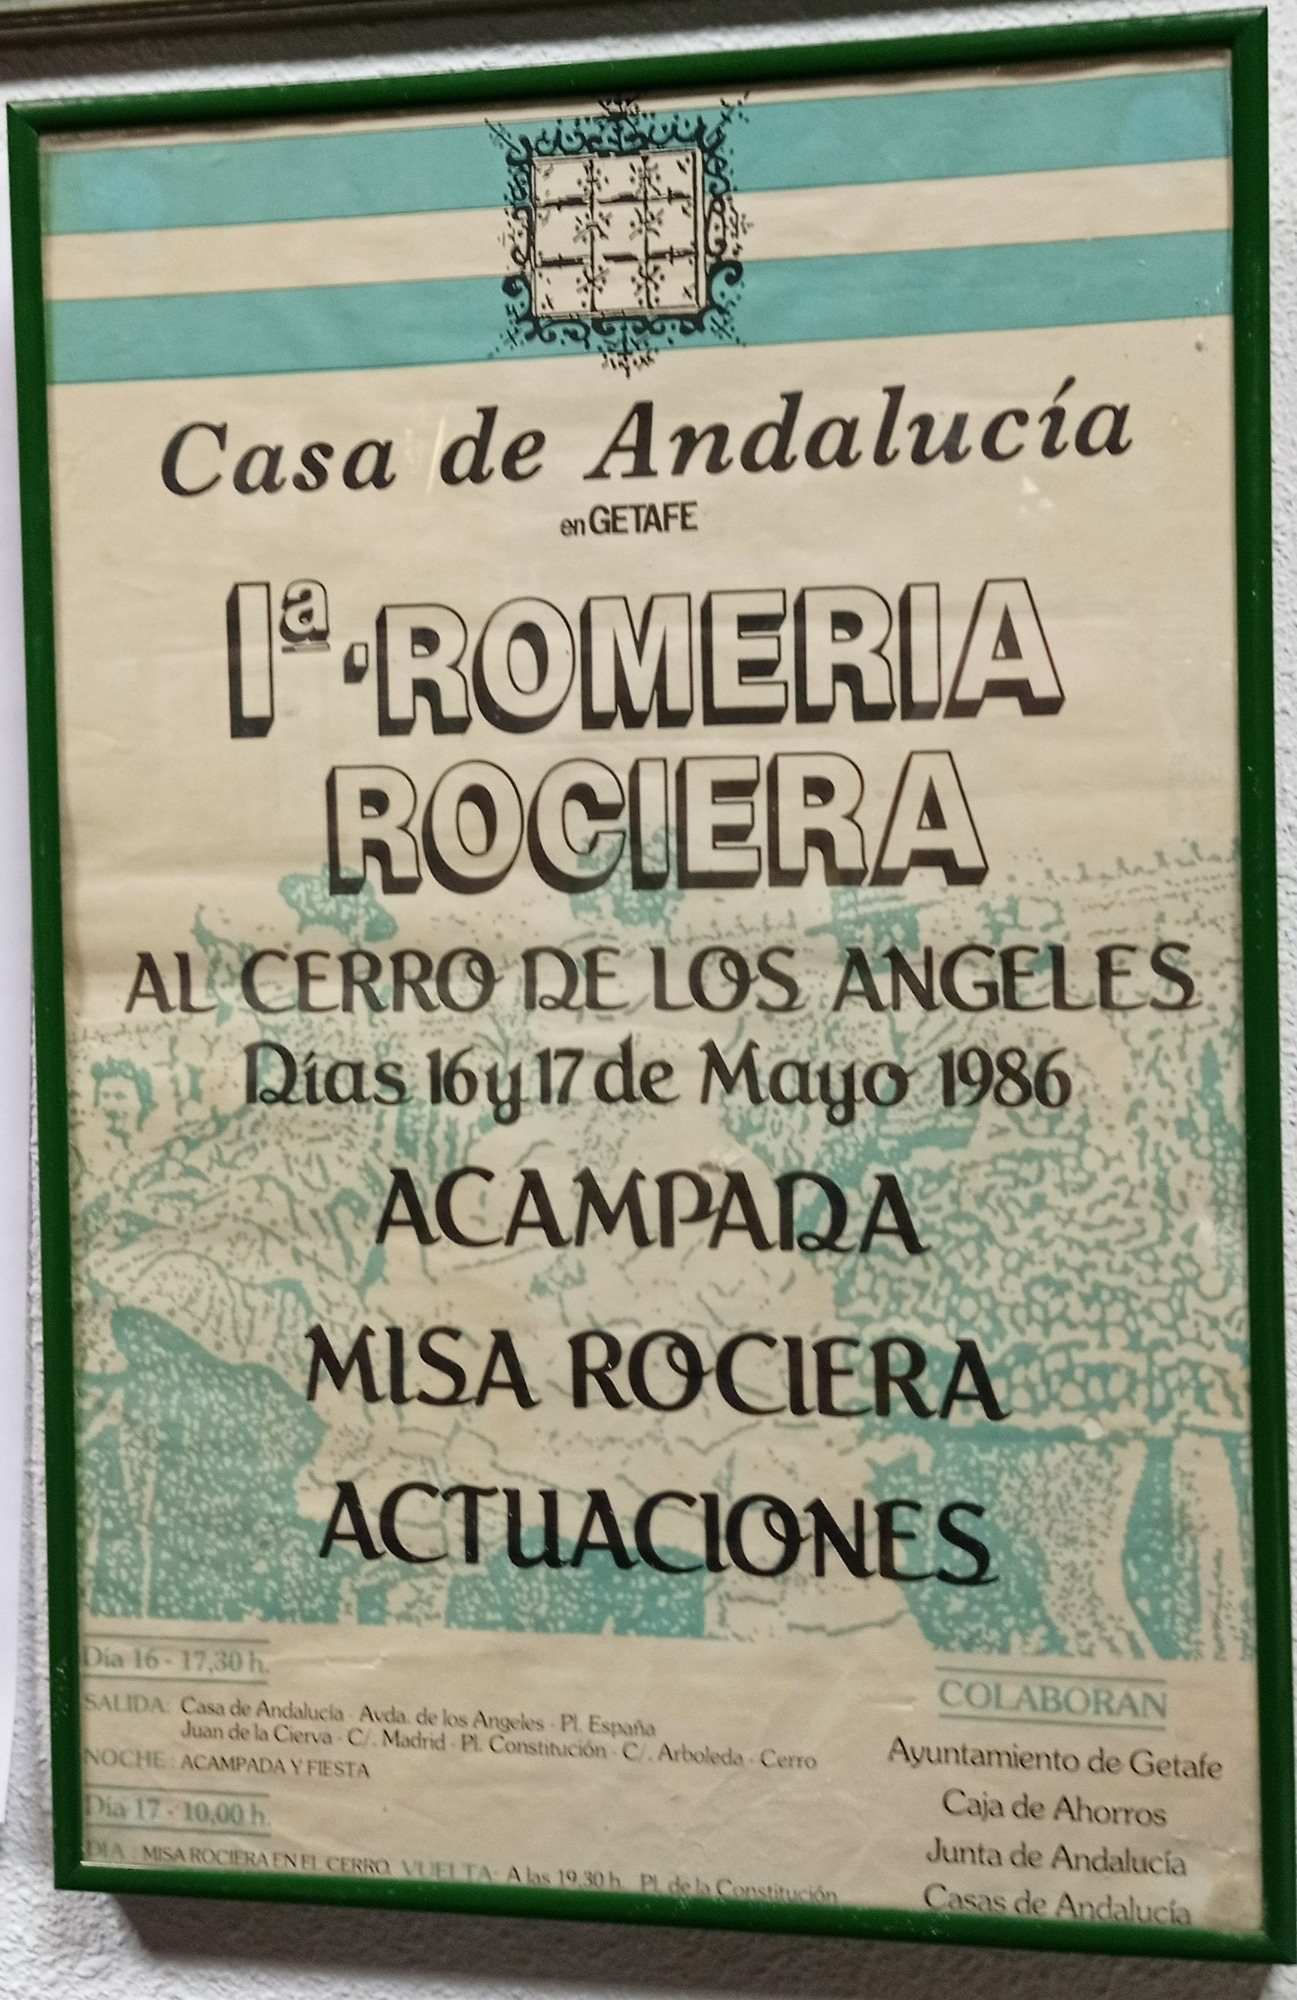 Casa de Andalucía
en GETAFE
1ª·ROMERIA
ROCIERA
AL CERRO DE LOS ANGELES
Días 16 y 17 de Mayo 1986
ACAMPADA
MISA ROCIERA
ACTUACIONES
Día 16 - 17,30 h.
SALIDA: Casa de Andalucía · Avda. de los Angeles · Pl. España
Juan de la Cierva · C/. Madrid · Pl. Constitución · C/. Arboleda · Cerro
NOCHE: ACAMPADA Y FIESTA
Día 17 - 10,00 h.
DIA: MISA ROCIERA EN EL CERRO. VUELTA: A las 19,30 h. Pl. de la Constitución
COLABORAN
Ayuntamiento de Getafe
Caja de Ahorros
Junta de Andalucía
Casas de Andalucía